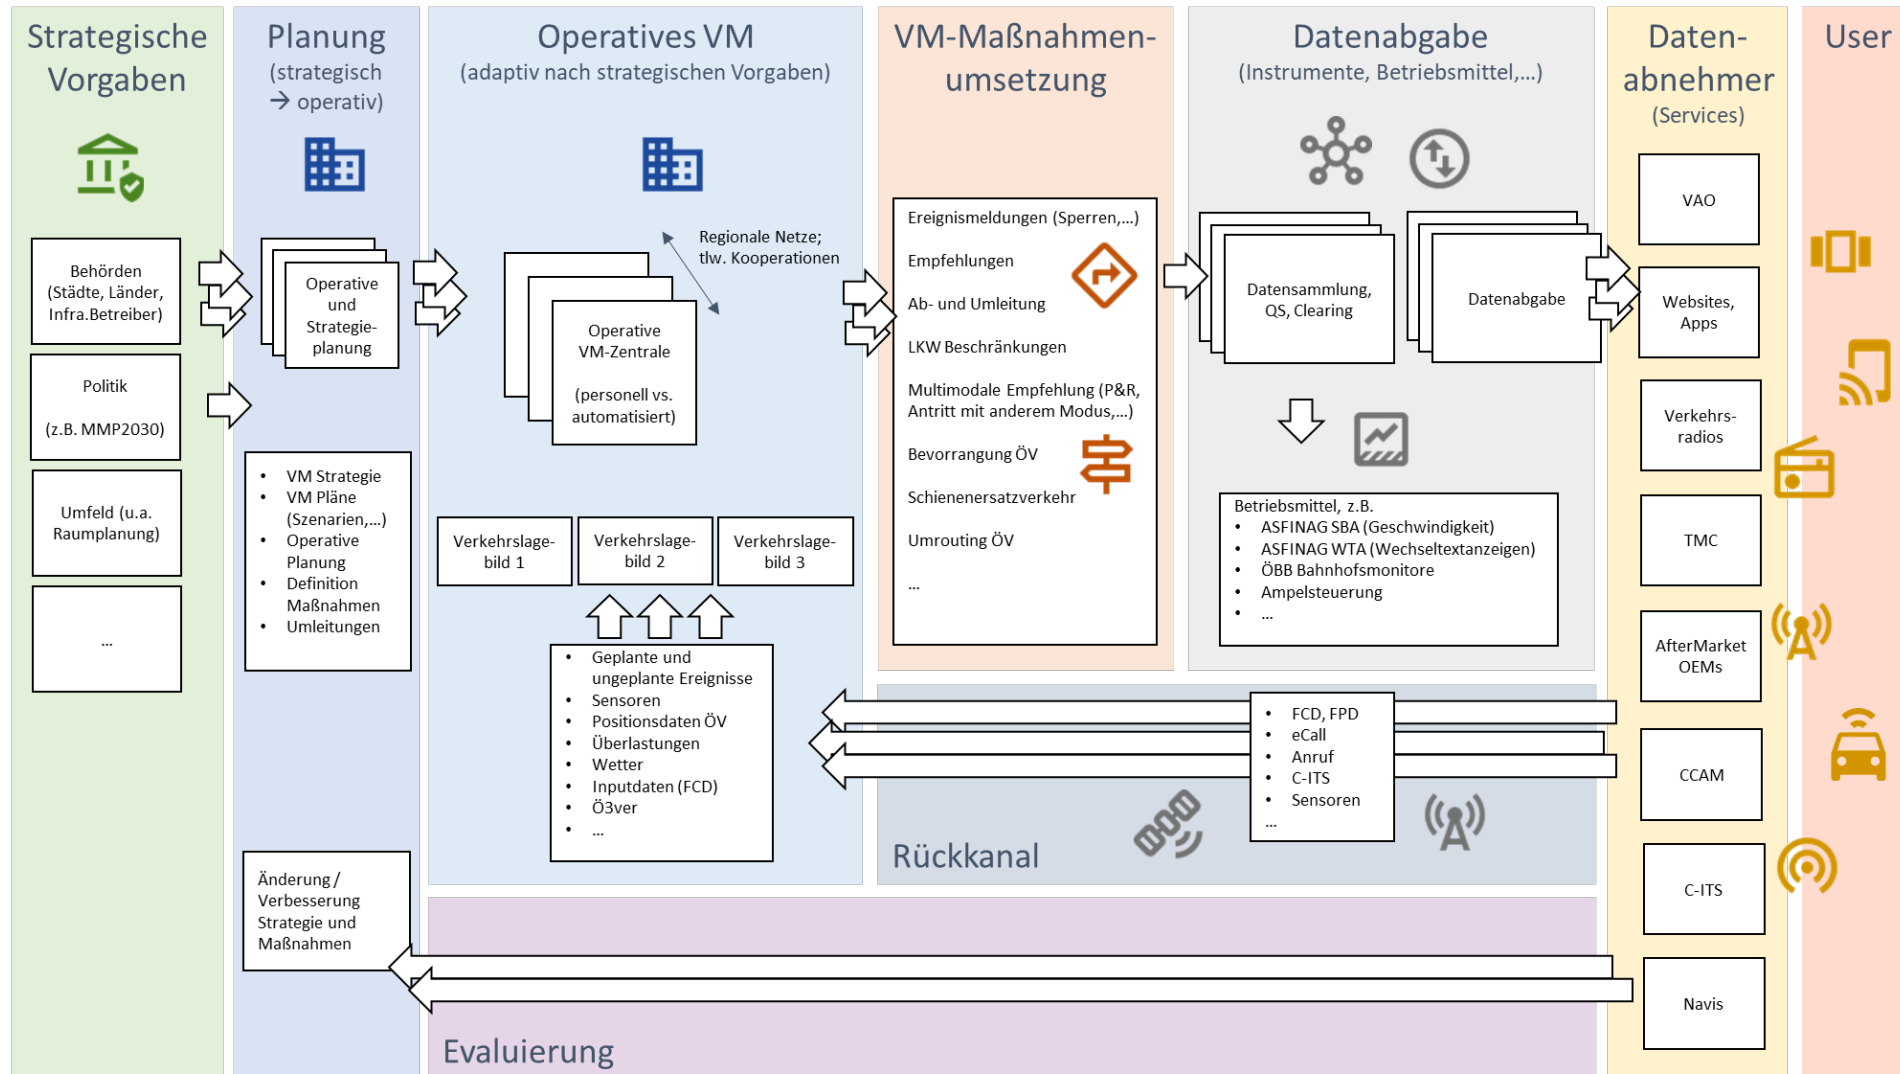 Strategische
Vorgaben
Behörden
(Städte, Länder,
Infra.Betreiber)
Politik
(z.B. MMP2030)
Umfeld (u.a.
Raumplanung)
...
Planung
(strategisch
→ operativ)
Operative
und
Strategie-
planung
• VM Strategie
• VM Pläne
(Szenarien,...)
• Operative
Planung
• Definition
Maßnahmen
• Umleitungen
Änderung /
Verbesserung
Strategie und
Maßnahmen
Operatives VM
(adaptiv nach strategischen Vorgaben)
Regionale Netze;
tlw. Kooperationen
Operative
VM-Zentrale
(personell vs.
automatisiert)
Verkehrslage-
bild 1
Verkehrslage-
bild 2
Verkehrslage-
bild 3
• Geplante und
ungeplante Ereignisse
• Sensoren
• Positionsdaten ÖV
• Überlastungen
• Wetter
• Inputdaten (FCD)
• Ö3ver
• ...
VM-Maßnahmen-
umsetzung
Ereignismeldungen (Sperren,...)
Empfehlungen
Ab- und Umleitung
LKW Beschränkungen
Multimodale Empfehlung (P&R,
Antritt mit anderem Modus,...)
Bevorrangung ÖV
Schienenersatzverkehr
Umrouting ÖV
...
Datenabgabe
(Instrumente, Betriebsmittel,...)
Datensammlung,
QS, Clearing
Datenabgabe
Betriebsmittel, z.B.
• ASFINAG SBA (Geschwindigkeit)
• ASFINAG WTA (Wechseltextanzeigen)
• ÖBB Bahnhofsmonitore
• Ampelsteuerung
• ...
• FCD, FPD
• eCall
• Anruf
• C-ITS
• Sensoren
...
Rückkanal
Evaluierung
Daten-
abnehmer
(Services)
VAO
Websites,
Apps
Verkehrs-
radios
TMC
AfterMarket
OEMs
CCAM
C-ITS
Navis
User